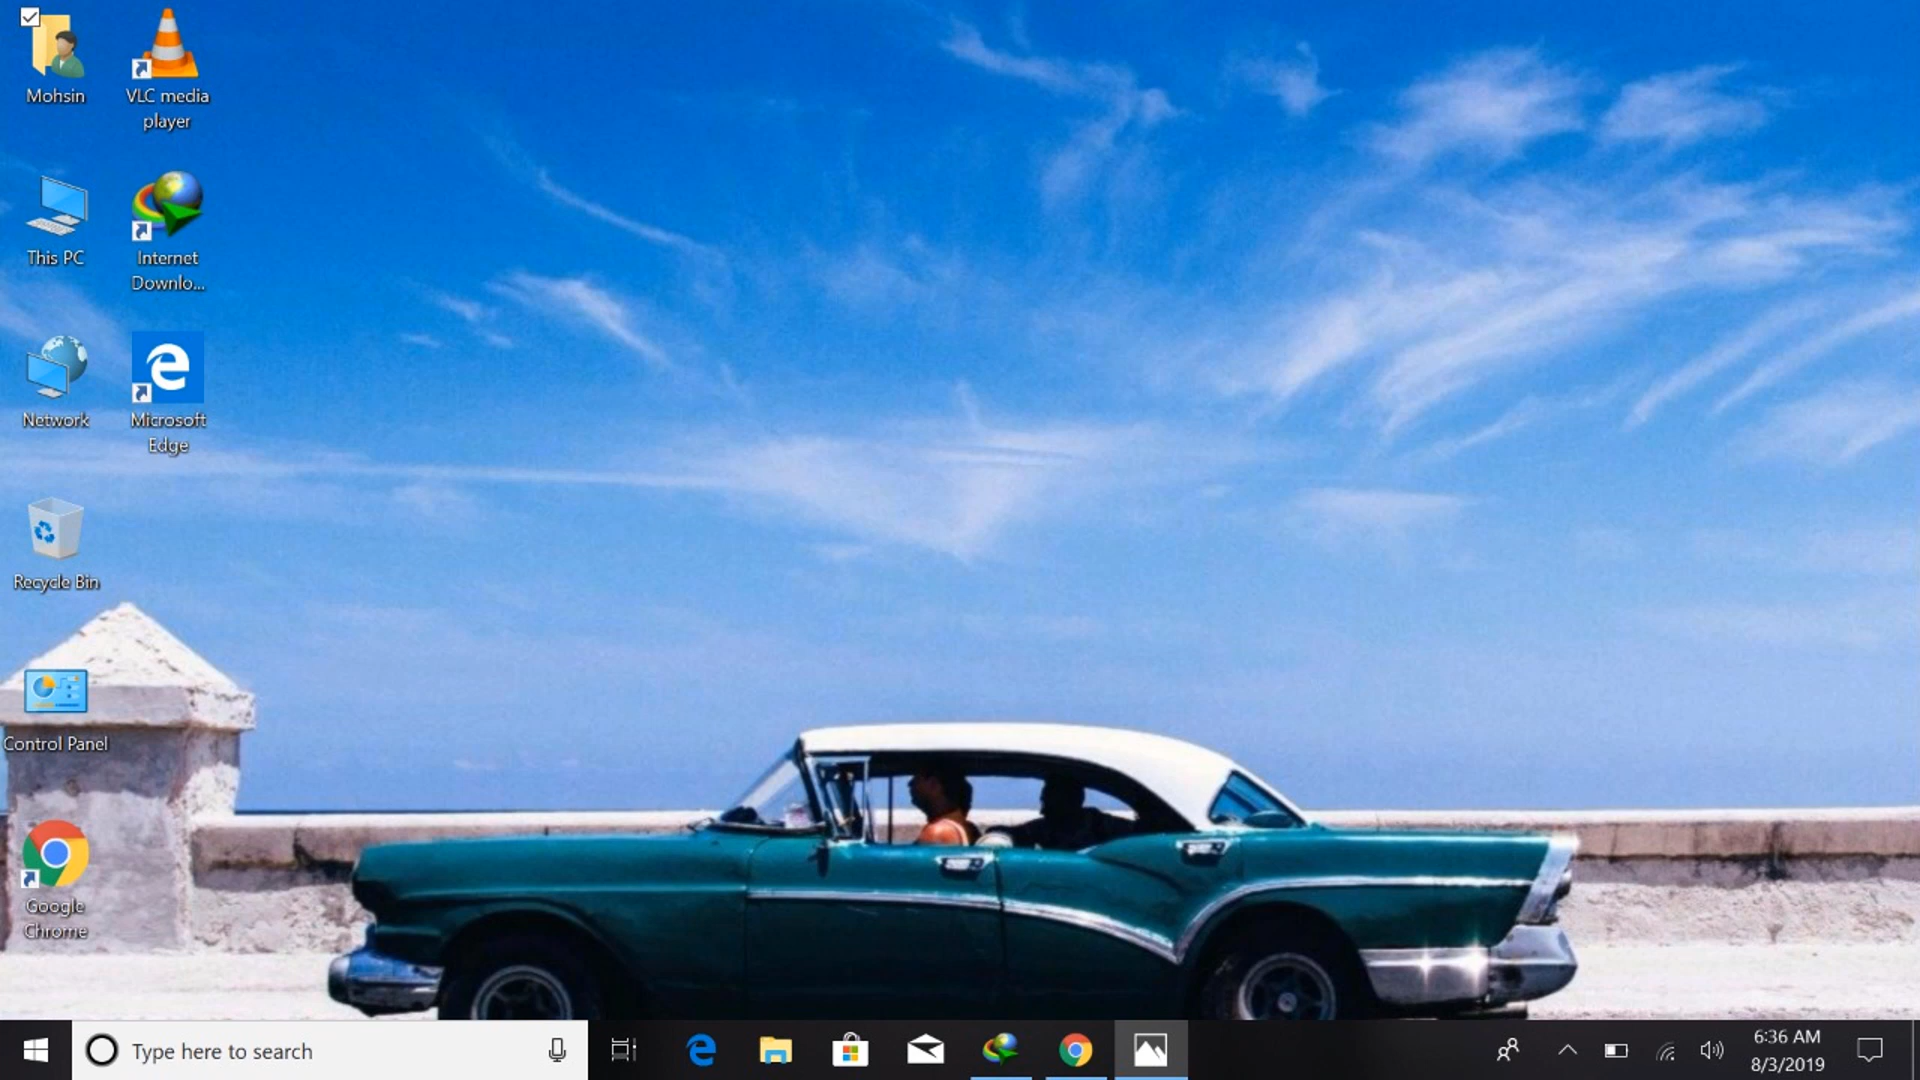 Mohsin
VLC media
player
This PC
Internet
Downlo...
Network
Microsoft
Edge
Recycle Bin
Control Panel
Google
Chrome
Type here to search
6:36 AM
8/3/2019